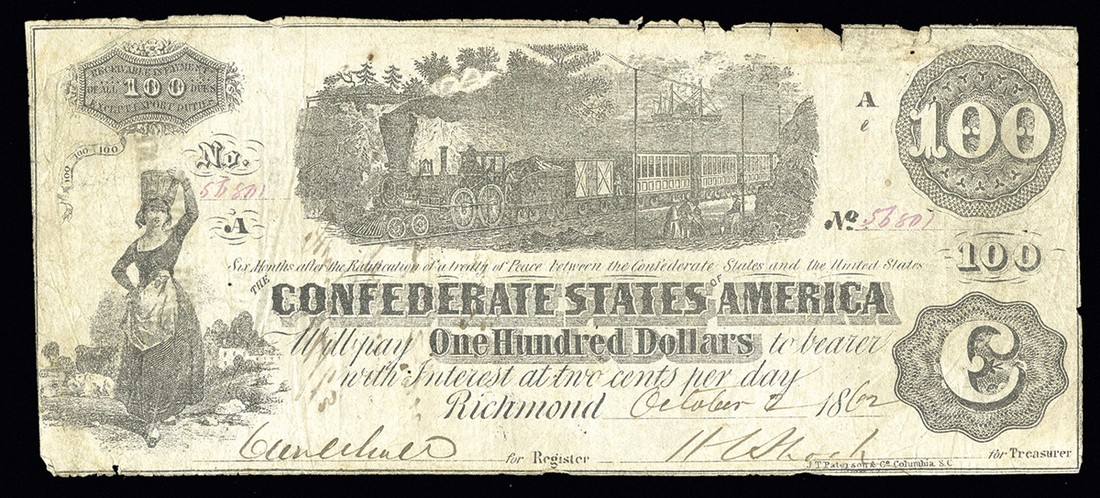 RECEIVABLE IN PAYMENT
OF ALL 100 DUES
EXCEPT EXPORT DUTIES
100 100 100
No.
56801
A
A
e
100
No 56801
100
Six Months after the Ratification of a treaty of Peace between the Confederate States and the United States
THE CONFEDERATE STATES OF AMERICA
Will pay One Hundred Dollars to bearer
with Interest at two cents per day
Richmond October 2 1862
C
for Register
for Treasurer
J.T. Paterson & Co. Columbia. S.C